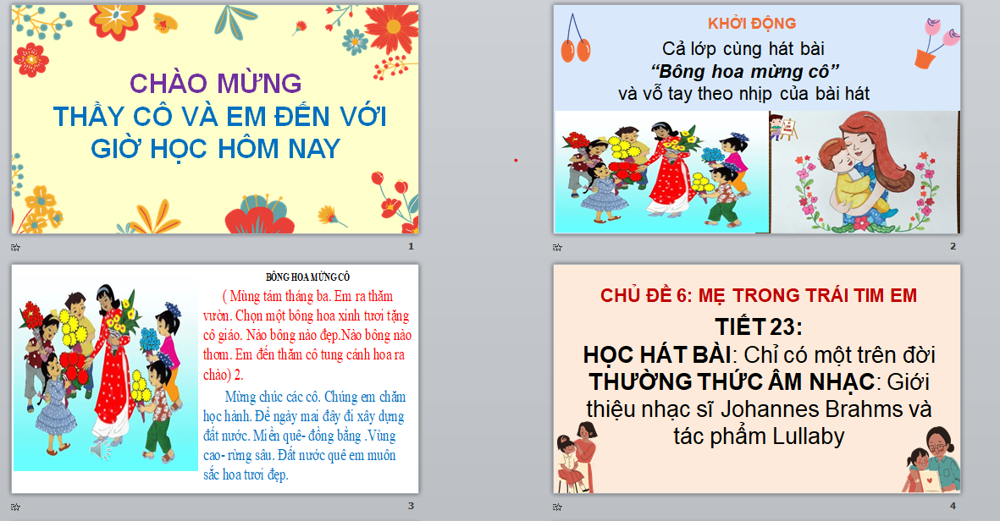 CHÀO MỪNG
THẦY CÔ VÀ EM ĐẾN VỚI
GIỜ HỌC HÔM NAY
1
KHỞI ĐỘNG
Cả lớp cùng hát bài
“Bông hoa mừng cô”
và vỗ tay theo nhịp của bài hát
2
BÔNG HOA MỪNG CÔ
( Mùng tám tháng ba. Em ra thăm
vườn. Chọn một bông hoa xinh tươi tặng
cô giáo. Nào bông nào đẹp.Nào bông nào
thơm. Em đến thăm cô tung cánh hoa ra
chào) 2.
Mừng chúc các cô. Chúng em chăm
học hành. Để ngày mai đây đi xây dựng
đất nước. Miền quê- đồng bằng .Vùng
cao- rừng sâu. Đất nước quê em muôn
sắc hoa tươi đẹp.
3
CHỦ ĐỀ 6: MẸ TRONG TRÁI TIM EM
TIẾT 23:
HỌC HÁT BÀI: Chỉ có một trên đời
THƯỜNG THỨC ÂM NHẠC: Giới
thiệu nhạc sĩ Johannes Brahms và
tác phẩm Lullaby
4